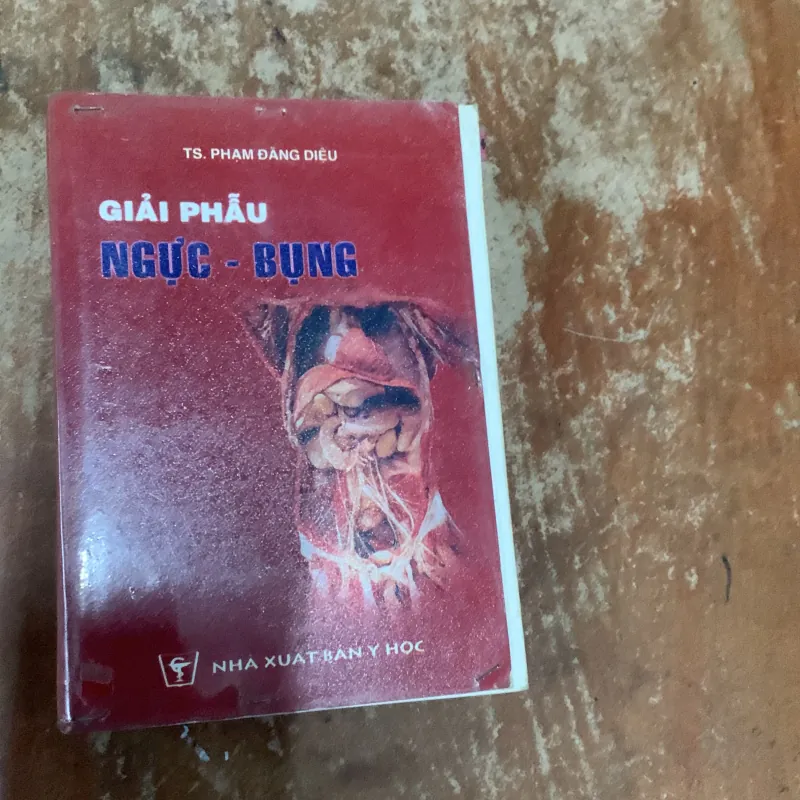 TS. PHẠM ĐĂNG DIỆU
GIẢI PHẪU
NGỰC - BỤNG
NHÀ XUẤT BẢN Y HỌC